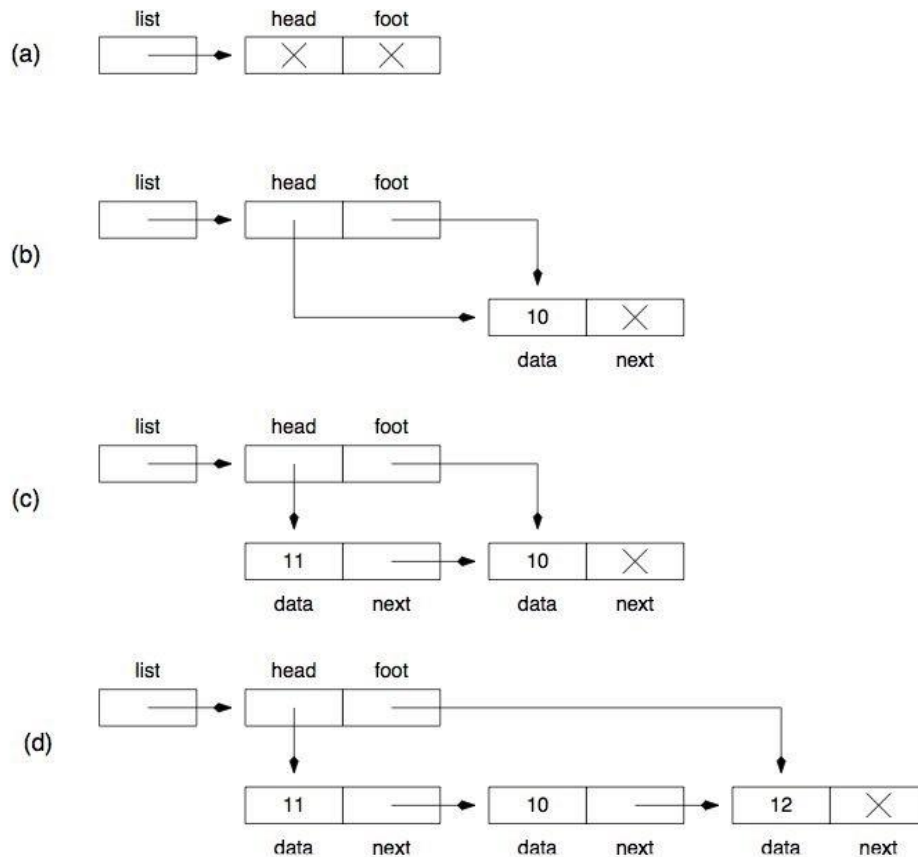 list head foot
(a)
list head foot
(b)
10
data next
list head foot
(c)
11 10
data next data next
list head foot
(d)
11 10 12
data next data next data next